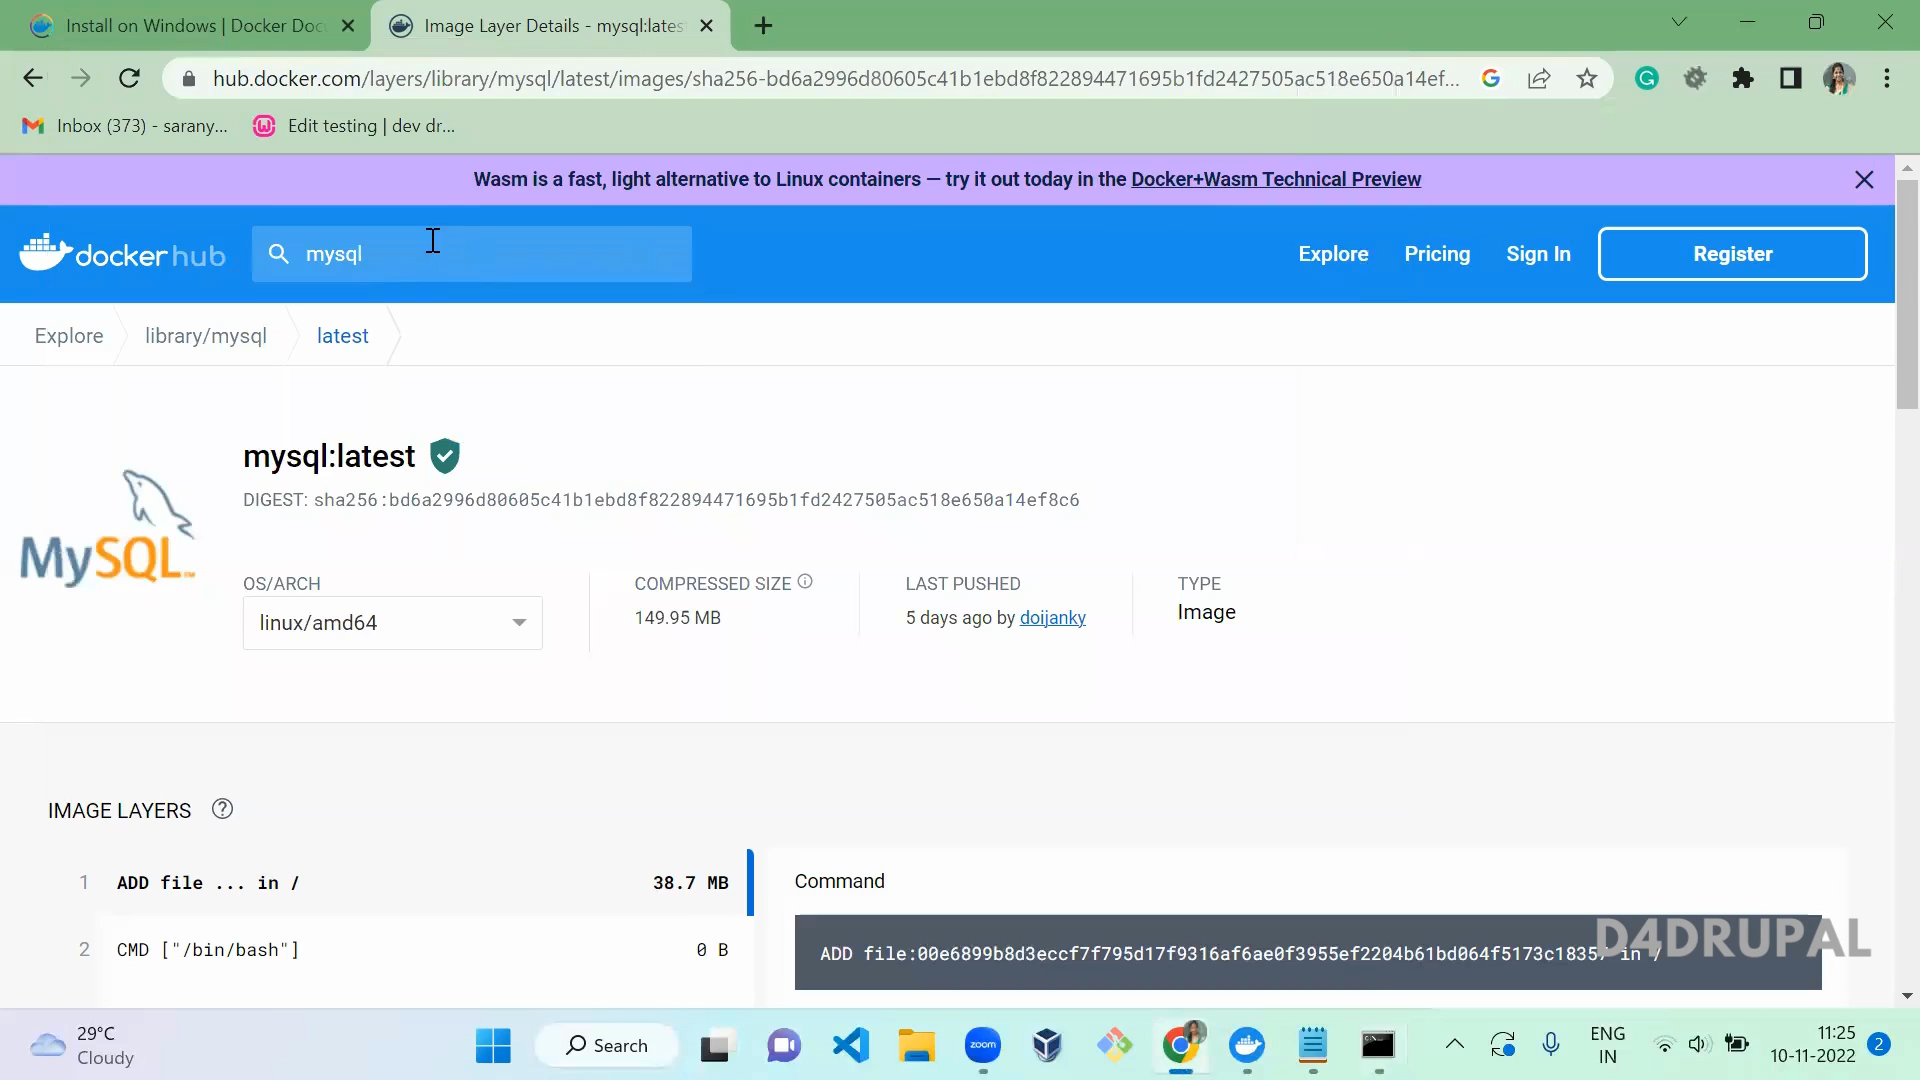 Install on Windows | Docker Doc
Image Layer Details - mysql:lates
hub.docker.com/layers/library/mysql/latest/images/sha256-bd6a2996d80605c41b1ebd8f822894471695b1fd2427505ac518e650a14ef...
Inbox (373) - sarany...
Edit testing | dev dr...
Wasm is a fast, light alternative to Linux containers — try it out today in the Docker+Wasm Technical Preview
docker hub
mysql
Explore
Pricing
Sign In
Register
Explore
library/mysql
latest
mysql:latest
DIGEST: sha256:bd6a2996d80605c41b1ebd8f822894471695b1fd2427505ac518e650a14ef8c6
MySQL™
OS/ARCH
linux/amd64
COMPRESSED SIZE
149.95 MB
LAST PUSHED
5 days ago by doijanky
TYPE
Image
IMAGE LAYERS
1 ADD file ... in / 38.7 MB
2 CMD ["/bin/bash"] 0 B
Command
ADD file:00e6899b8d3eccf7f795d17f9316af6ae0f3955ef2204b61bd064f5173c1835 in /
D4DRUPAL
29°C
Cloudy
Search
zoom
ENG
IN
11:25
10-11-2022
2